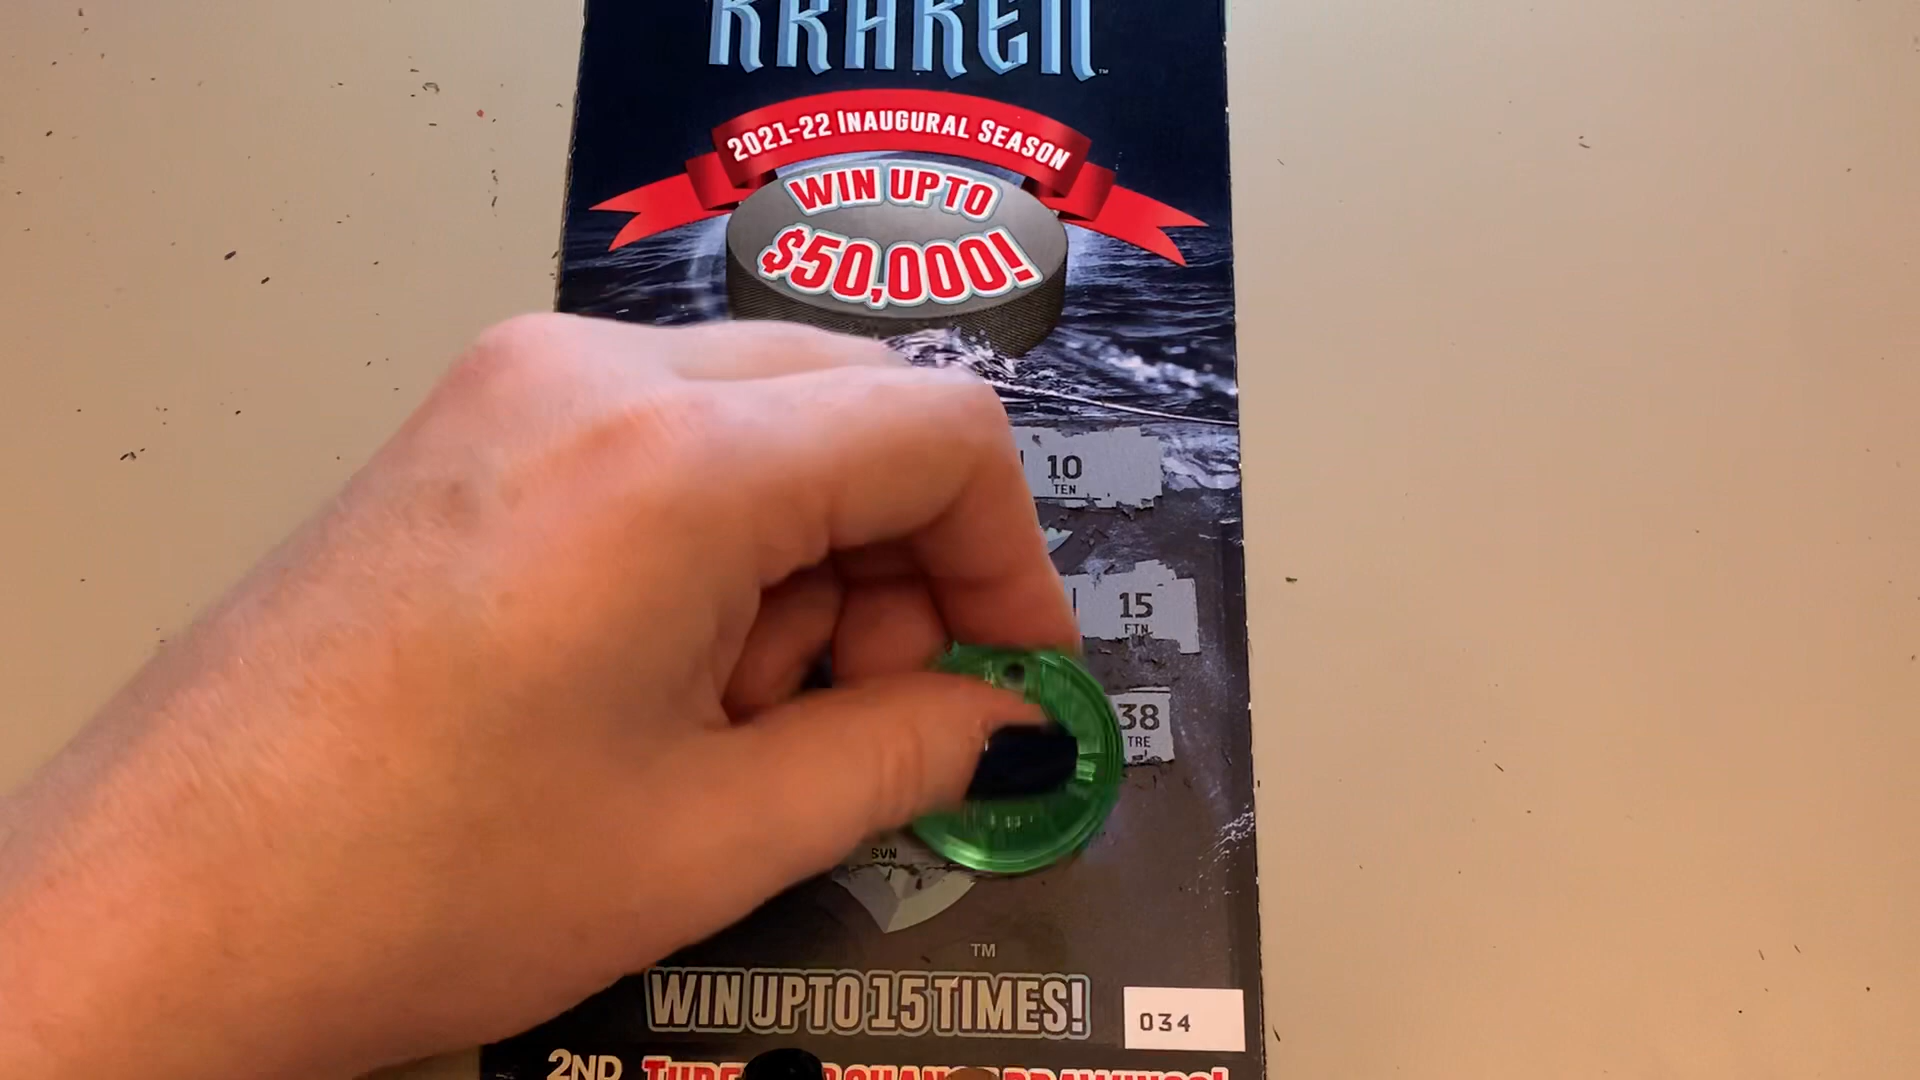 KRAKEN™
2021-22 INAUGURAL SEASON
WIN UP TO
$50,000!
10
TEN
15
FTN
38
TRE
SVN
TM
WIN UP TO 15 TIMES!
034
2ND